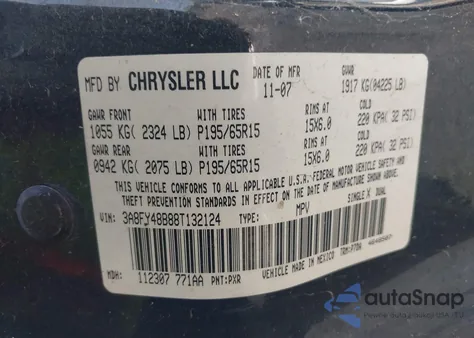 MFD BY CHRYSLER LLC DATE OF MFR 11-07 GVWR 1917 KG(04225 LB)
GAWR FRONT WITH TIRES RIMS AT COLD
1055 KG( 2324 LB) P195/65R15 15X6.0 220 KPA( 32 PSI)
GAWR REAR WITH TIRES RIMS AT COLD
0942 KG( 2075 LB) P195/65R15 15X6.0 220 KPA( 32 PSI)
THIS VEHICLE CONFORMS TO ALL APPLICABLE U.S.A. FEDERAL MOTOR VEHICLE SAFETY AND
THEFT PREVENTION STANDARDS IN EFFECT ON THE DATE OF MANUFACTURE SHOWN ABOVE.
VIN: 3A8FY48B88T132124 TYPE: MPV SINGLE X DUAL
MDH: 112307 771AA PNT:PXR VEHICLE MADE IN MEXICO
autoSnap